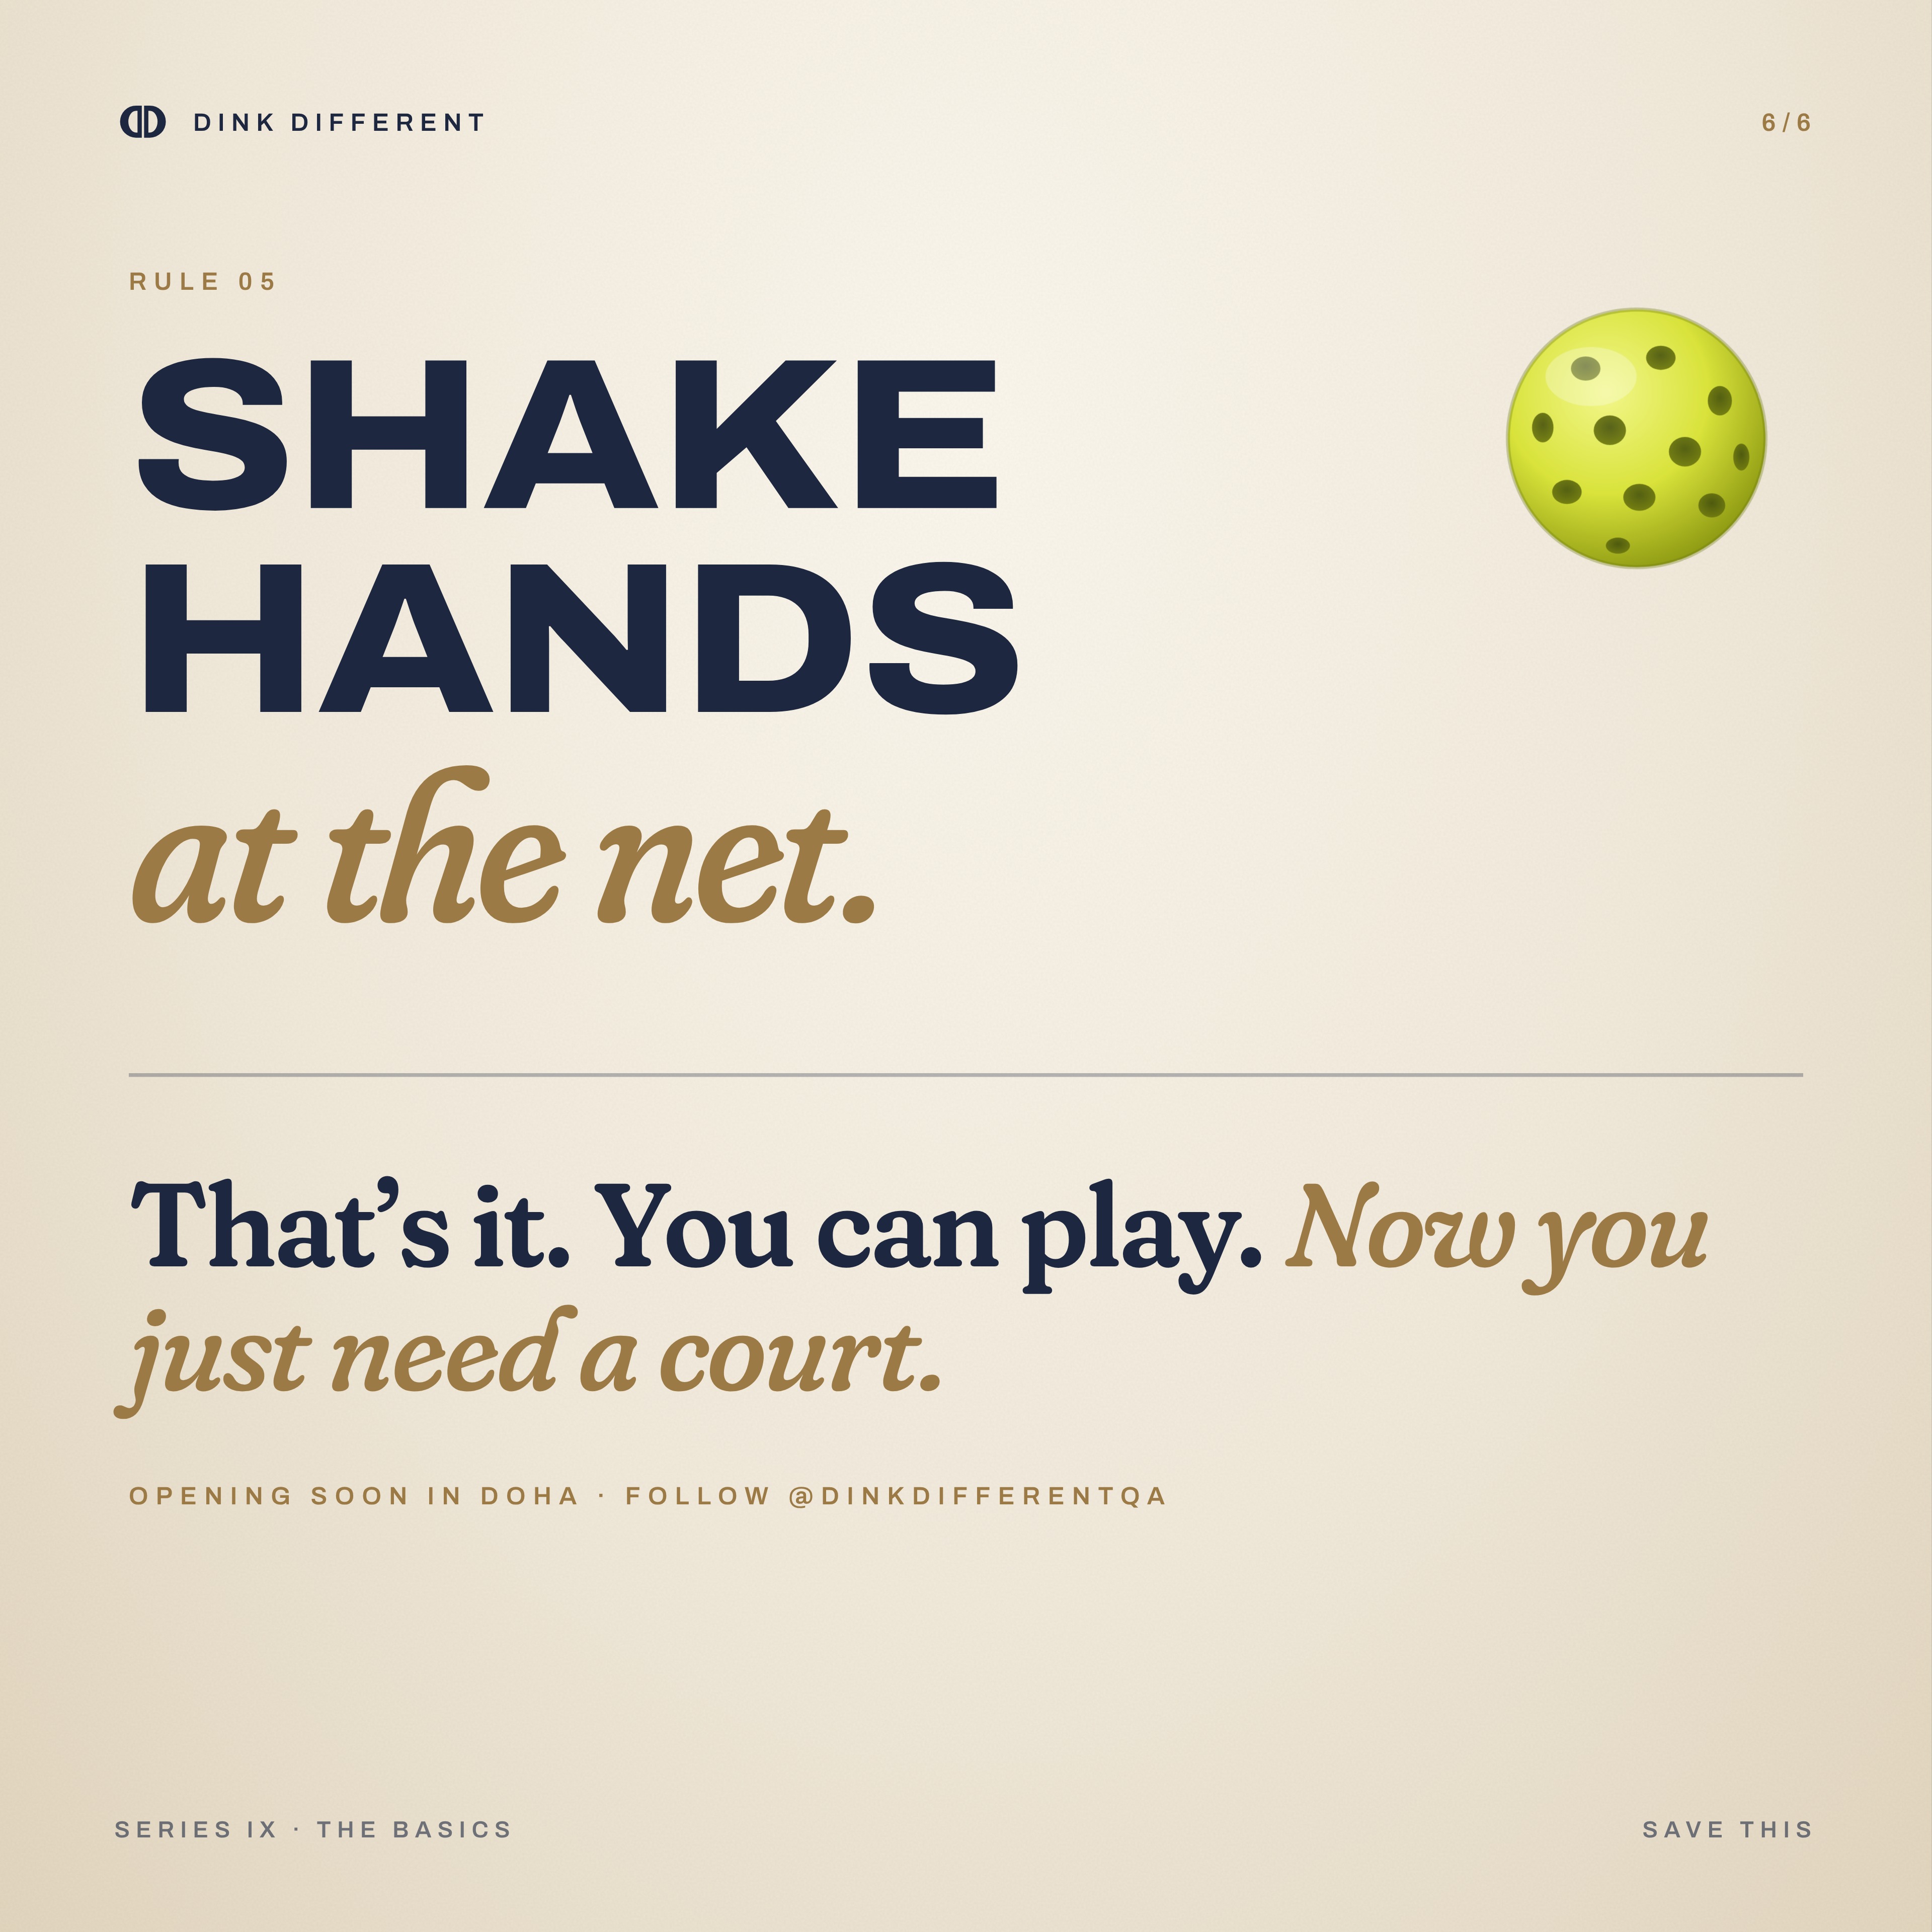 DINK DIFFERENT
6/6
RULE 05
SHAKE
HANDS
at the net.
That’s it. You can play. Now you
just need a court.
OPENING SOON IN DOHA · FOLLOW @DINKDIFFERENTQA
SERIES IX · THE BASICS
SAVE THIS